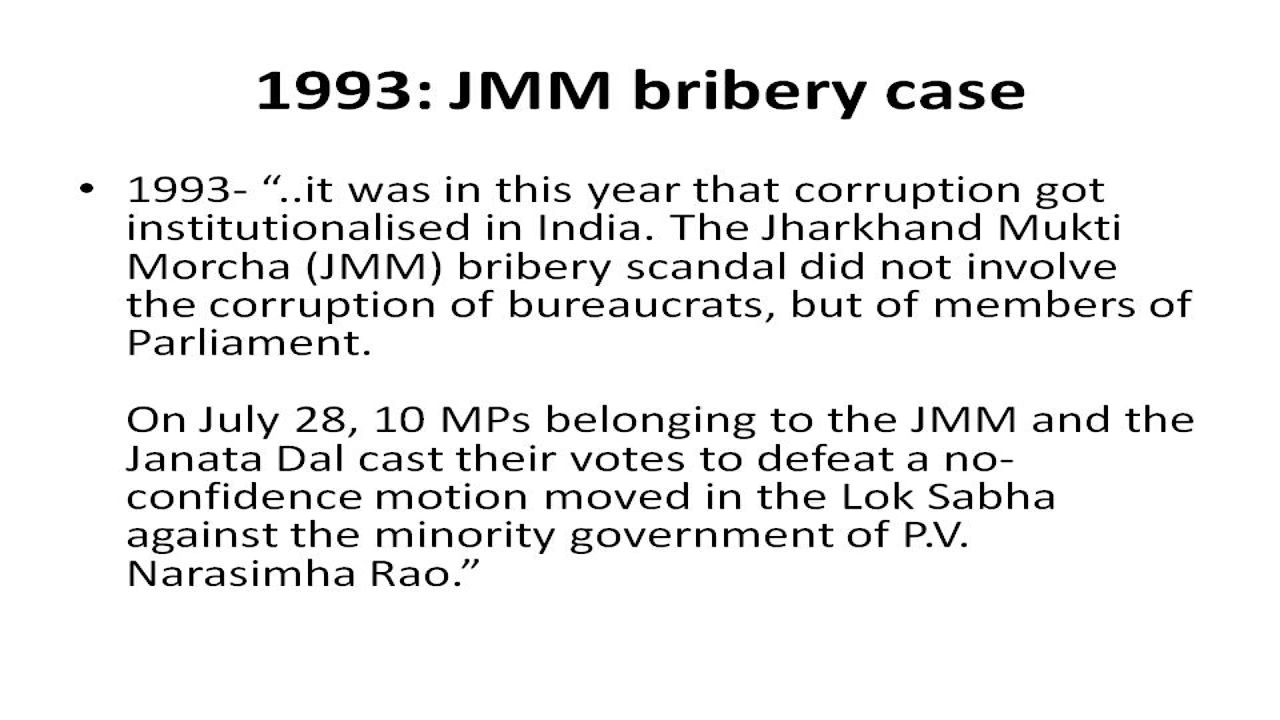 1993: JMM bribery case
• 1993- “..it was in this year that corruption got
institutionalised in India. The Jharkhand Mukti
Morcha (JMM) bribery scandal did not involve
the corruption of bureaucrats, but of members of
Parliament.
On July 28, 10 MPs belonging to the JMM and the
Janata Dal cast their votes to defeat a no-
confidence motion moved in the Lok Sabha
against the minority government of P.V.
Narasimha Rao.”